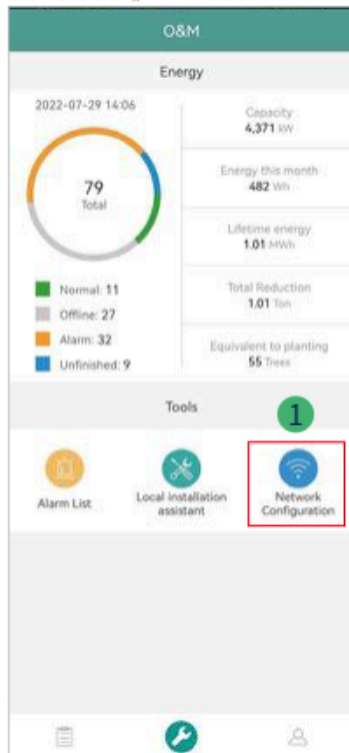 O&M
Energy
2022-07-29 14:06
79
Total
Normal: 11
Offline: 27
Alarm: 32
Unfinished: 9
Capacity
4,371 kW
Energy this month
482 Wh
Lifetime energy
1.01 MWh
Total Reduction
1.01 Ton
Equivalent to planting
55 Trees
Tools
1
Alarm List
Local installation
assistant
Network
Configuration